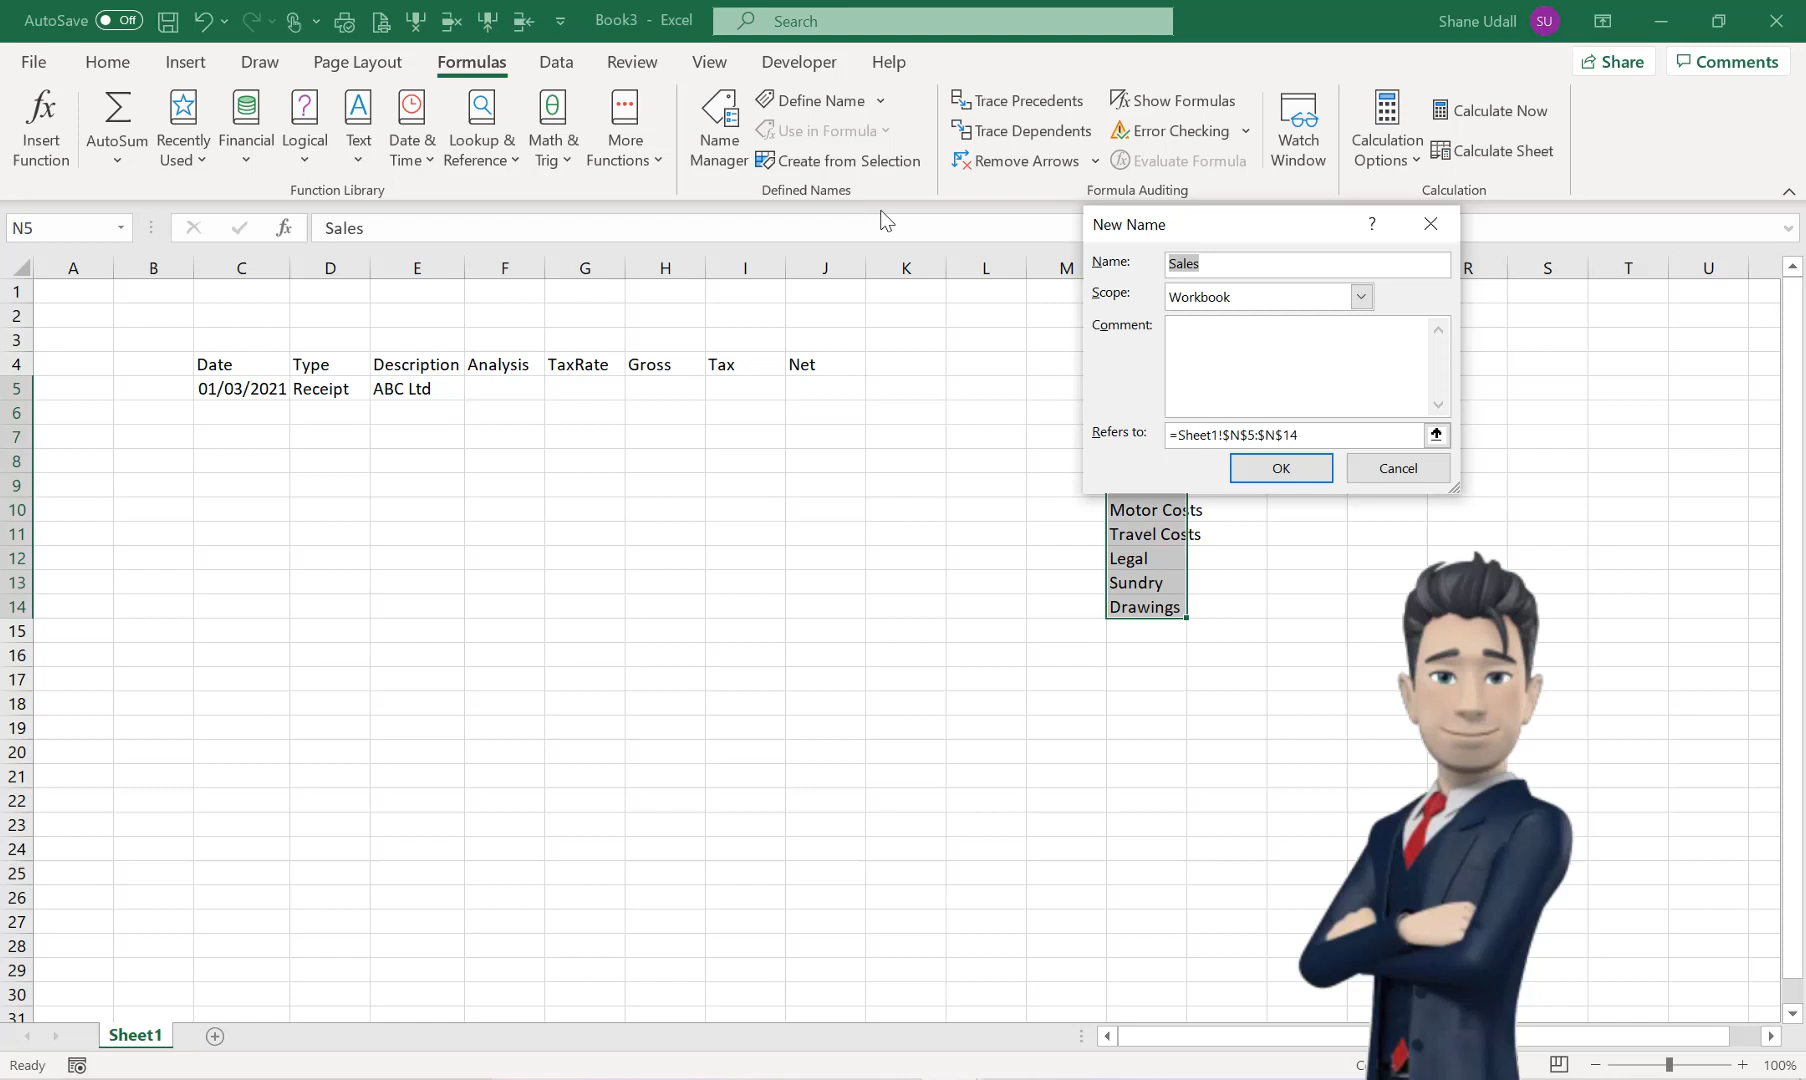 AutoSave Off Book3 - Excel Search Shane Udall SU
File Home Insert Draw Page Layout Formulas Data Review View Developer Help Share Comments
Insert Function
AutoSum
Recently Used
Financial
Logical
Text
Date & Time
Lookup & Reference
Math & Trig
More Functions
Function Library
Name Manager
Define Name
Use in Formula
Create from Selection
Defined Names
Trace Precedents
Trace Dependents
Remove Arrows
Show Formulas
Error Checking
Evaluate Formula
Formula Auditing
Watch Window
Calculation Options
Calculate Now
Calculate Sheet
Calculation
N5 fx Sales
New Name ?
Name: Sales
Scope: Workbook
Comment:
Refers to: =Sheet1!$N$5:$N$14
OK Cancel
A B C D E F G H I J K L M R S T U
1
2
3
4 Date Type Description Analysis TaxRate Gross Tax Net
5 01/03/2021 Receipt ABC Ltd
6
7
8
9
10 Motor Costs
11 Travel Costs
12 Legal
13 Sundry
14 Drawings
15
16
17
18
19
20
21
22
23
24
25
26
27
28
29
30
31
Sheet1
Ready 100%